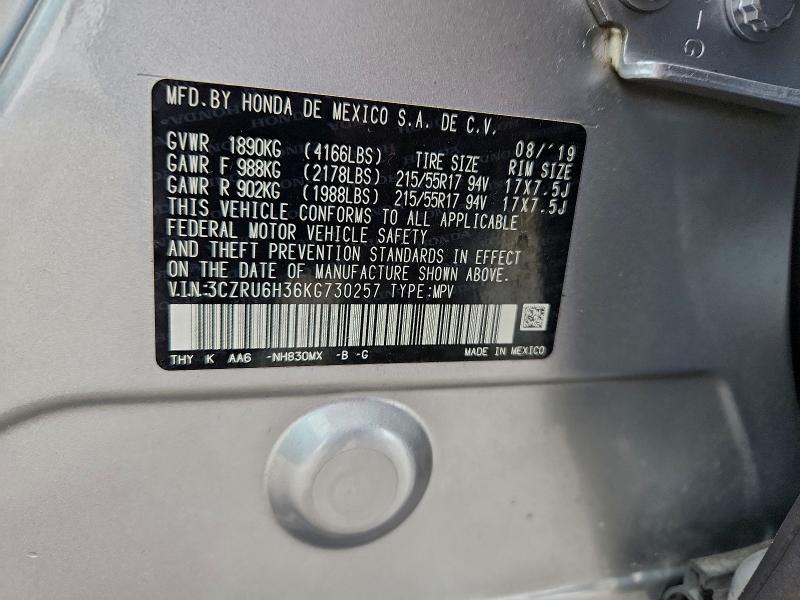 G
MFD.BY HONDA DE MEXICO S.A. DE C.V.
08/'19
GVWR 1890KG (4166LBS) TIRE SIZE RIM SIZE
GAWR F 988KG (2178LBS) 215/55R17 94V 17X7.5J
GAWR R 902KG (1988LBS) 215/55R17 94V 17X7.5J
THIS VEHICLE CONFORMS TO ALL APPLICABLE
FEDERAL MOTOR VEHICLE SAFETY
AND THEFT PREVENTION STANDARDS IN EFFECT
ON THE DATE OF MANUFACTURE SHOWN ABOVE.
V.I.N:3CZRU6H36KG730257 TYPE:MPV
THY K AA6 -NH830MX -B -G MADE IN MEXICO